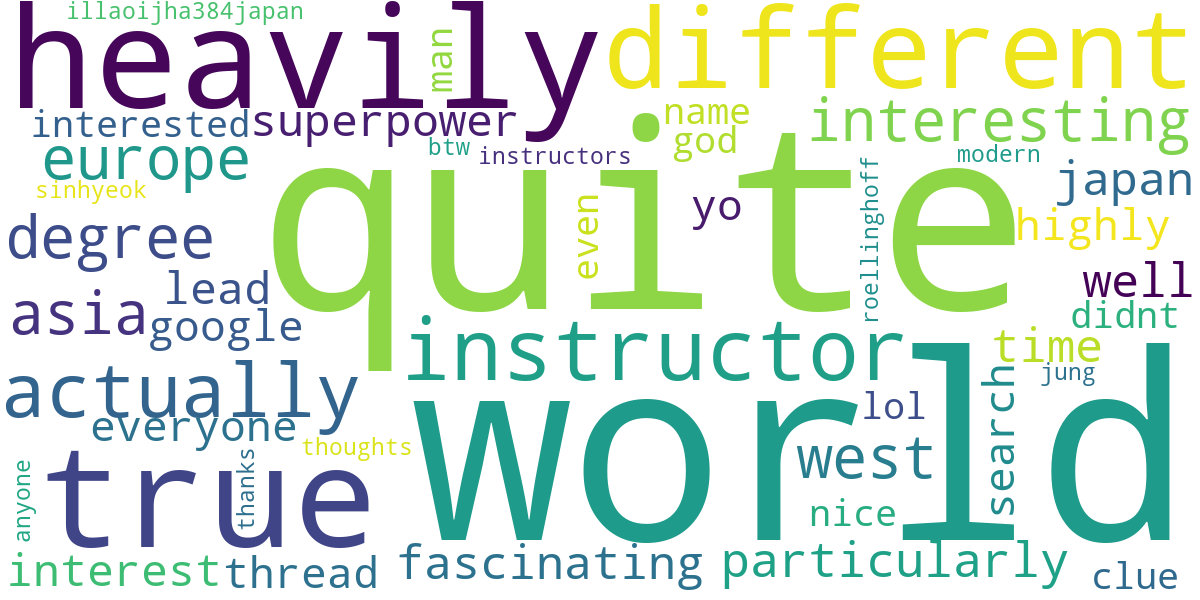 illaoijha384japan
heavily
man
different
interested
superpower
name
interesting
europe
btw
instructors
god
modern
sinhyeok
quite
even
yo
roellinghoff
japan
degree
highly
lead
well
asia
google
instructor
didnt
time
actually
search
jung
everyone
lol
world
thoughts
true
thanks
west
anyone
nice
interest
thread
fascinating
particularly
clue